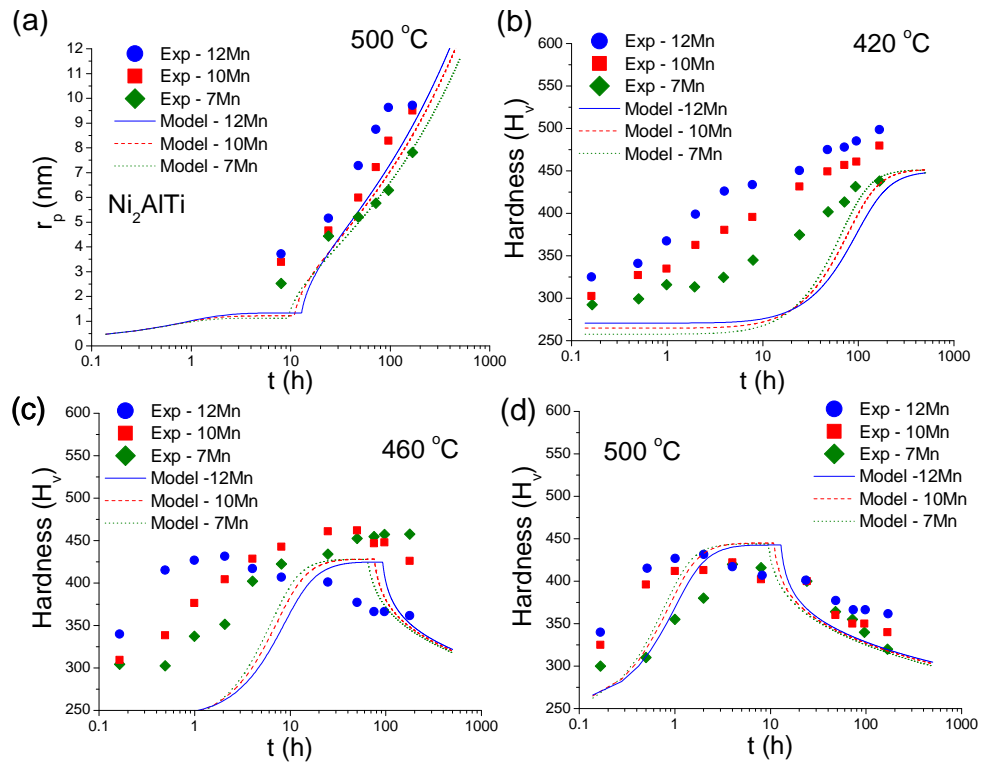 (a)
500 °C
Exp - 12Mn
Exp - 10Mn
Exp - 7Mn
Model - 12Mn
Model - 10Mn
Model - 7Mn
Ni₂AlTi
rₚ (nm)
12
11
10
9
8
7
6
5
4
3
2
1
0
0.1 1 10 100 1000
t (h)
(b)
420 °C
Exp - 12Mn
Exp - 10Mn
Exp - 7Mn
Model -12Mn
Model - 10Mn
Model - 7Mn
Hardness (Hᵥ)
600
550
500
450
400
350
300
250
0.1 1 10 100 1000
t (h)
(c)
460 °C
Exp - 12Mn
Exp - 10Mn
Exp - 7Mn
Model -12Mn
Model - 10Mn
Model - 7Mn
Hardness (Hᵥ)
600
550
500
450
400
350
300
250
0.1 1 10 100 1000
t (h)
(d)
500 °C
Exp - 12Mn
Exp - 10Mn
Exp - 7Mn
Model -12Mn
Model - 10Mn
Model - 7Mn
Hardness (Hᵥ)
600
550
500
450
400
350
300
250
0.1 1 10 100 1000
t (h)